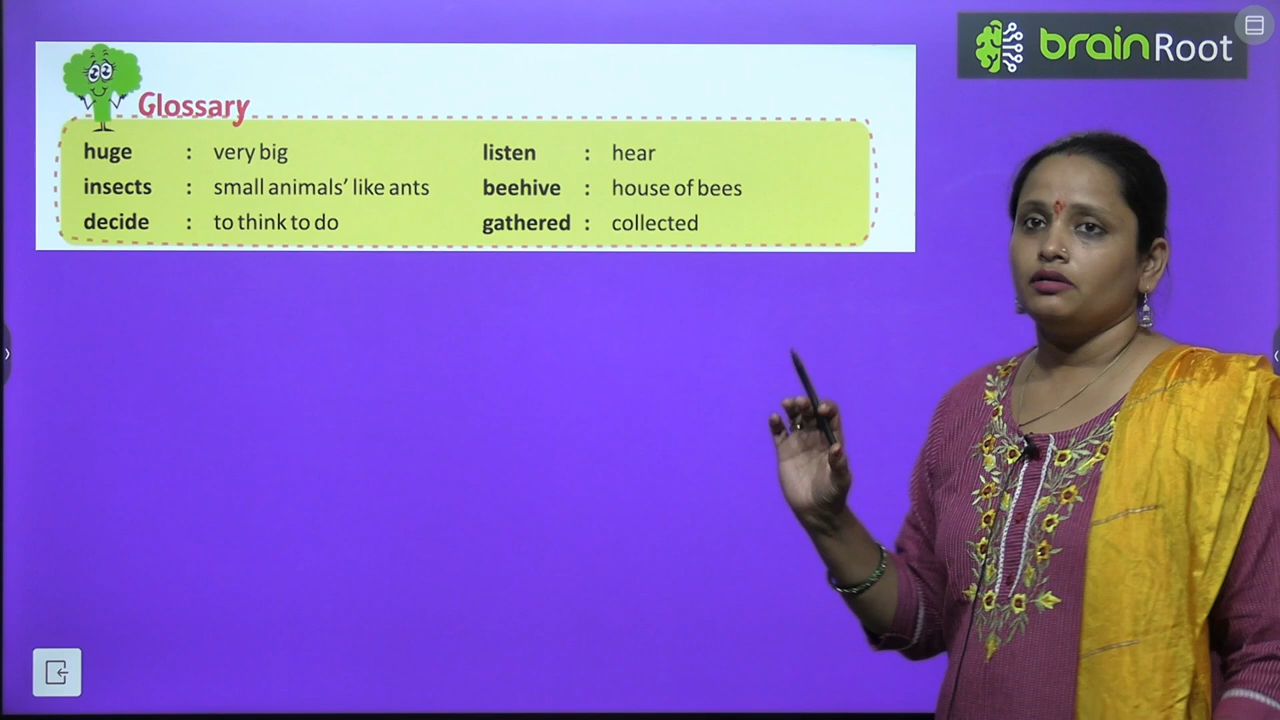 brainRoot
Glossary
huge : very big
insects : small animals' like ants
decide : to think to do
listen : hear
beehive : house of bees
gathered : collected